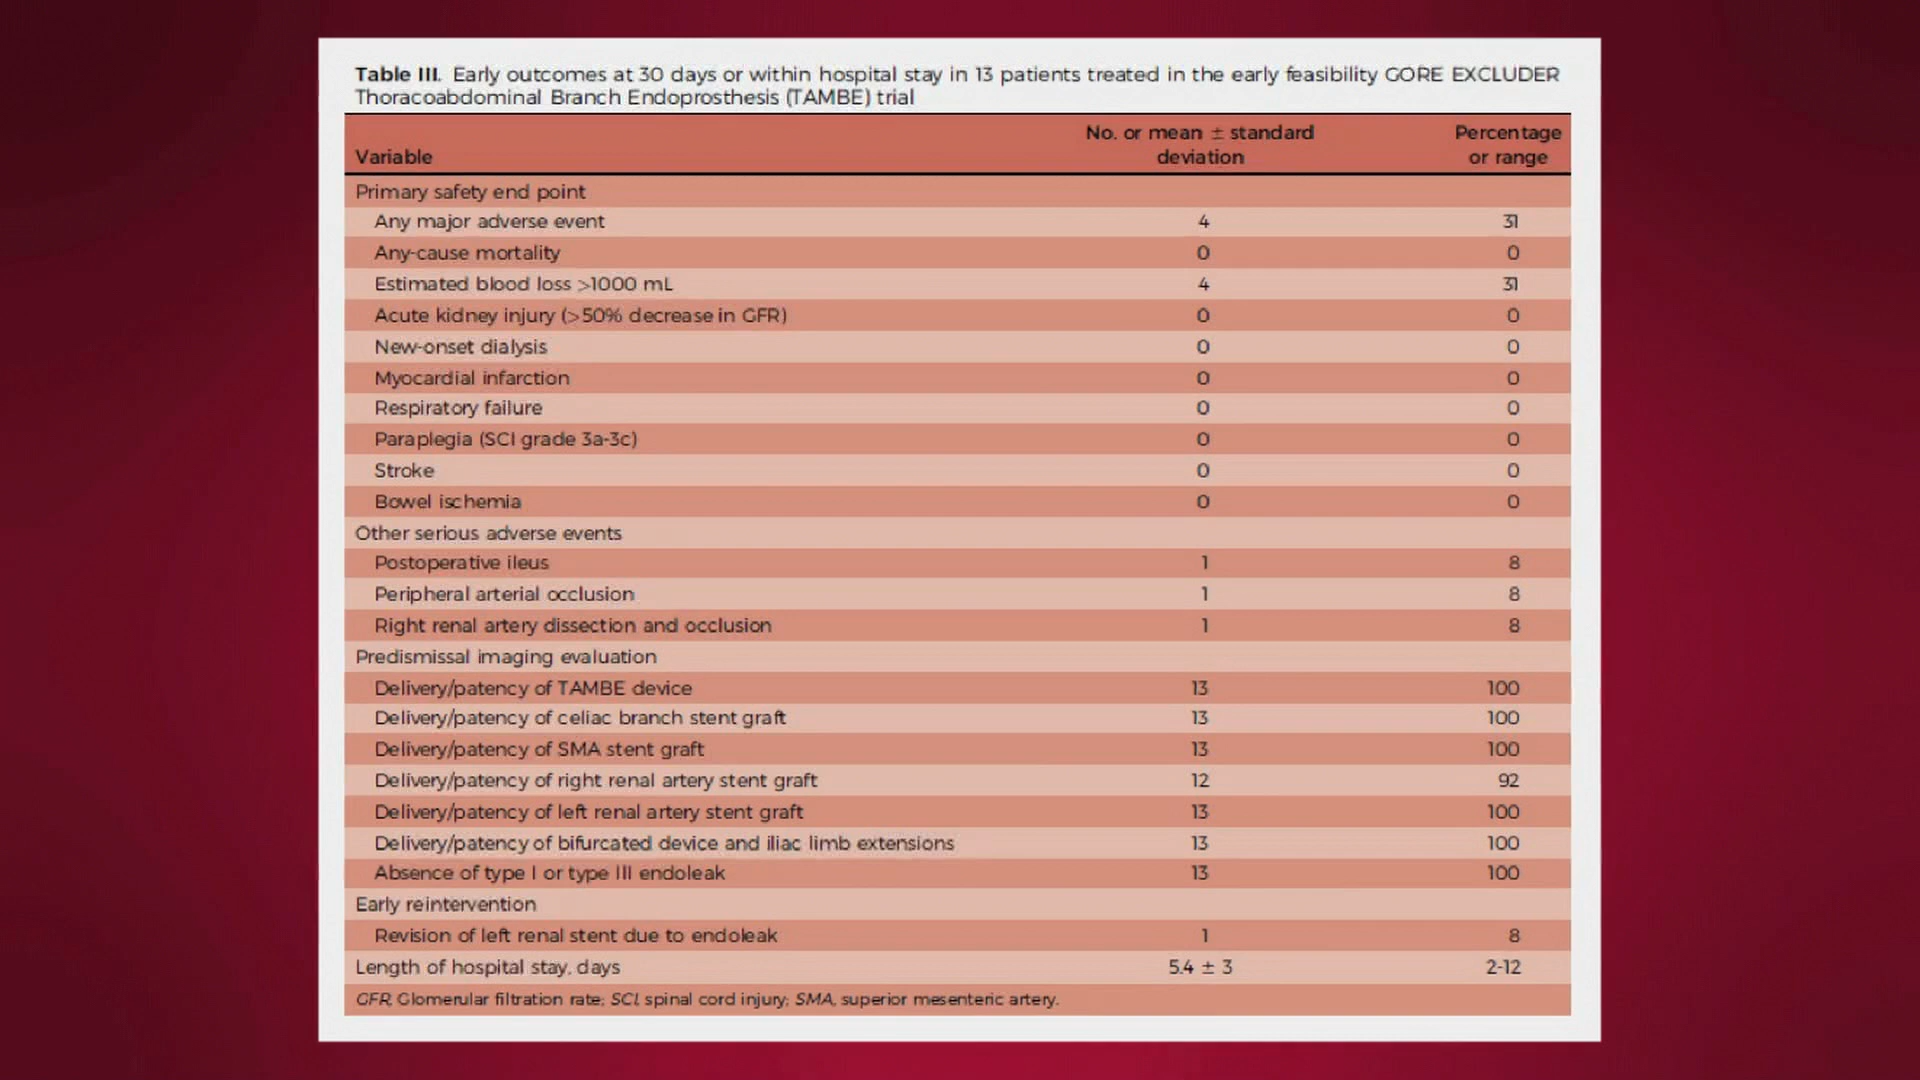 Table III. Early outcomes at 30 days or within hospital stay in 13 patients treated in the early feasibility GORE EXCLUDER
Thoracoabdominal Branch Endoprosthesis (TAMBE) trial
Variable No. or mean ± standard deviation Percentage or range
Primary safety end point
Any major adverse event 4 31
Any-cause mortality 0 0
Estimated blood loss >1000 mL 4 31
Acute kidney injury (>50% decrease in GFR) 0 0
New-onset dialysis 0 0
Myocardial infarction 0 0
Respiratory failure 0 0
Paraplegia (SCI grade 3a-3c) 0 0
Stroke 0 0
Bowel ischemia 0 0
Other serious adverse events
Postoperative ileus 1 8
Peripheral arterial occlusion 1 8
Right renal artery dissection and occlusion 1 8
Predismissal imaging evaluation
Delivery/patency of TAMBE device 13 100
Delivery/patency of celiac branch stent graft 13 100
Delivery/patency of SMA stent graft 13 100
Delivery/patency of right renal artery stent graft 12 92
Delivery/patency of left renal artery stent graft 13 100
Delivery/patency of bifurcated device and iliac limb extensions 13 100
Absence of type I or type III endoleak 13 100
Early reintervention
Revision of left renal stent due to endoleak 1 8
Length of hospital stay, days 5.4 ± 3 2-12
GFR, Glomerular filtration rate; SCI, spinal cord injury; SMA, superior mesenteric artery.